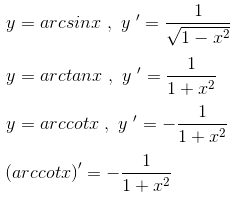 y = arcsinx , y ′ = 1/√(1 − x²)
y = arctanx , y ′ = 1/(1 + x²)
y = arccotx , y ′ = − 1/(1 + x²)
(arccotx)′ = − 1/(1 + x²)